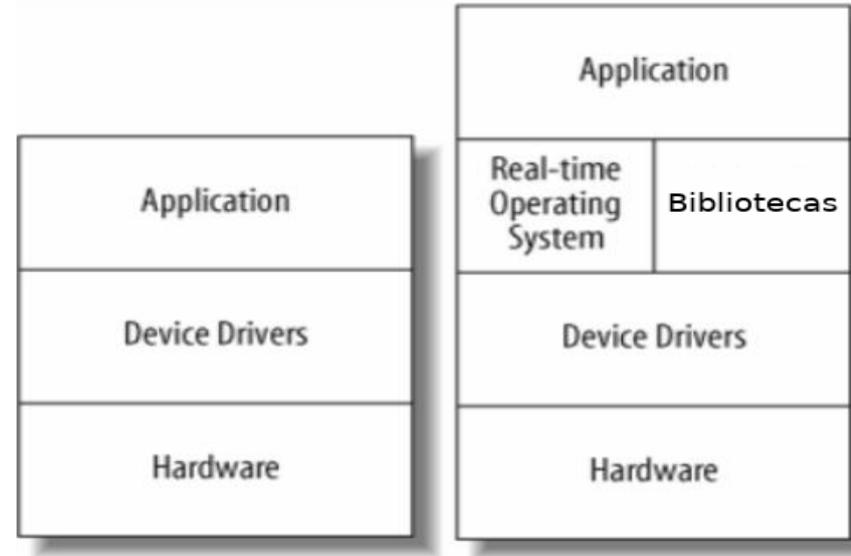 Application
Device Drivers
Hardware
Application
Real-time
Operating
System
Bibliotecas
Device Drivers
Hardware